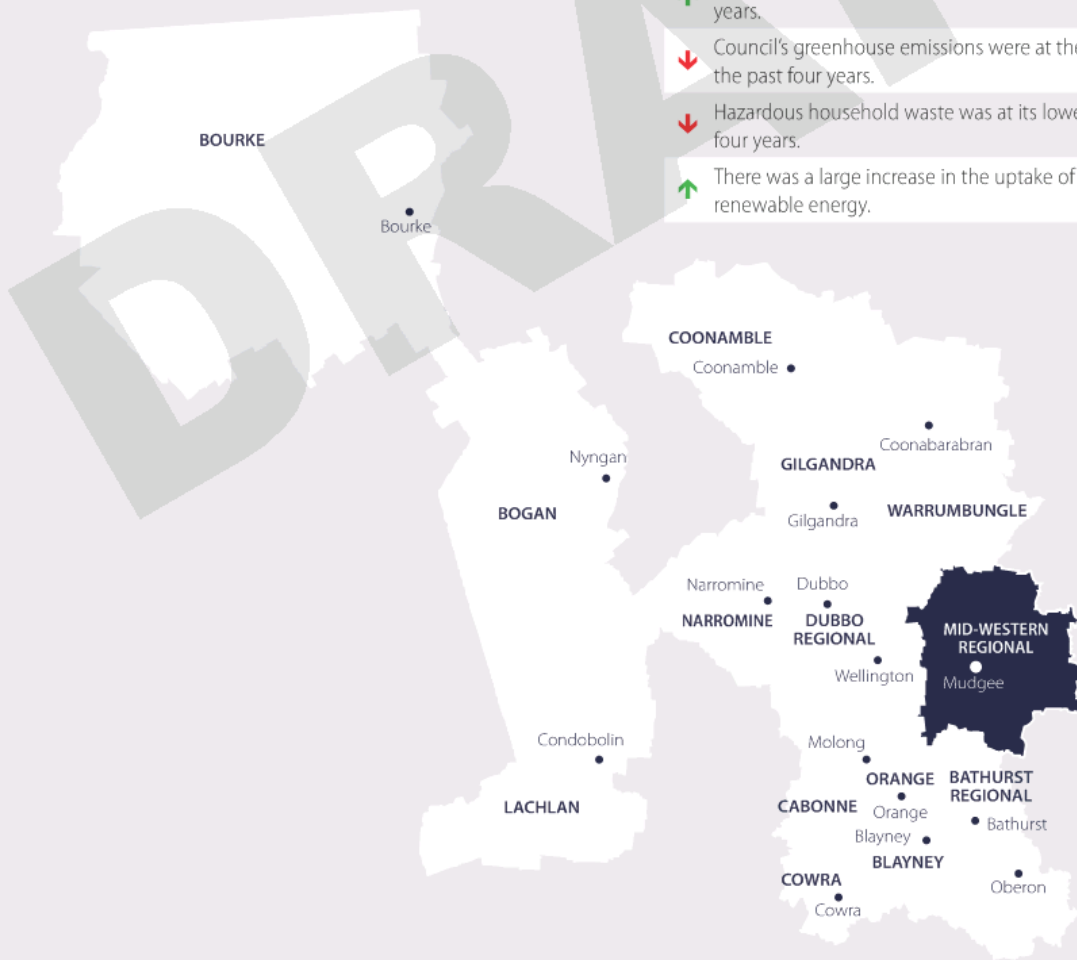 years.
Council's greenhouse emissions were at the
the past four years.
Hazardous household waste was at its lowe
four years.
There was a large increase in the uptake of
renewable energy.
DRA
BOURKE
Bourke
COONAMBLE
Coonamble
Coonabarabran
Nyngan
GILGANDRA
BOGAN
Gilgandra
WARRUMBUNGLE
Narromine
Dubbo
NARROMINE
DUBBO
REGIONAL
MID-WESTERN
REGIONAL
Wellington
Mudgee
Condobolin
Molong
LACHLAN
ORANGE
BATHURST
REGIONAL
CABONNE
Orange
Bathurst
Blayney
BLAYNEY
COWRA
Oberon
Cowra